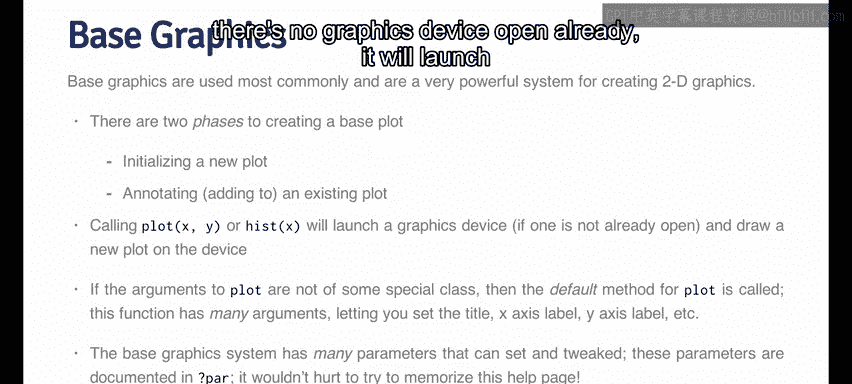 Base Graphics
there's no graphics device open already,
it will launch
Base graphics are used most commonly and are a very powerful system for creating 2-D graphics.
· There are two phases to creating a base plot
- Initializing a new plot
- Annotating (adding to) an existing plot
· Calling plot(x, y) or hist(x) will launch a graphics device (if one is not already open) and draw a
new plot on the device
· If the arguments to plot are not of some special class, then the default method for plot is called;
this function has many arguments, letting you set the title, x axis label, y axis label, etc.
· The base graphics system has many parameters that can set and tweaked; these parameters are
documented in ?par; it wouldn't hurt to try to memorize this help page!